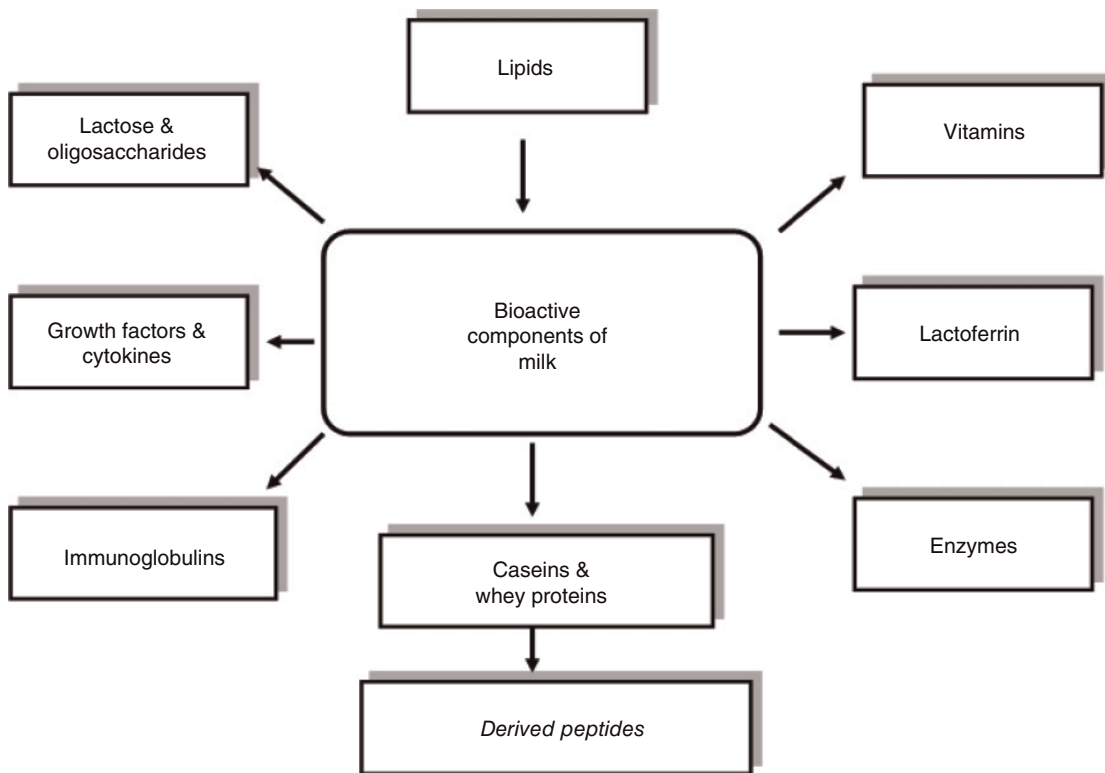 Lipids
Lactose &
oligosaccharides
Vitamins
Growth factors &
cytokines
Bioactive
components of
milk
Lactoferrin
Immunoglobulins
Caseins &
whey proteins
Enzymes
Derived peptides